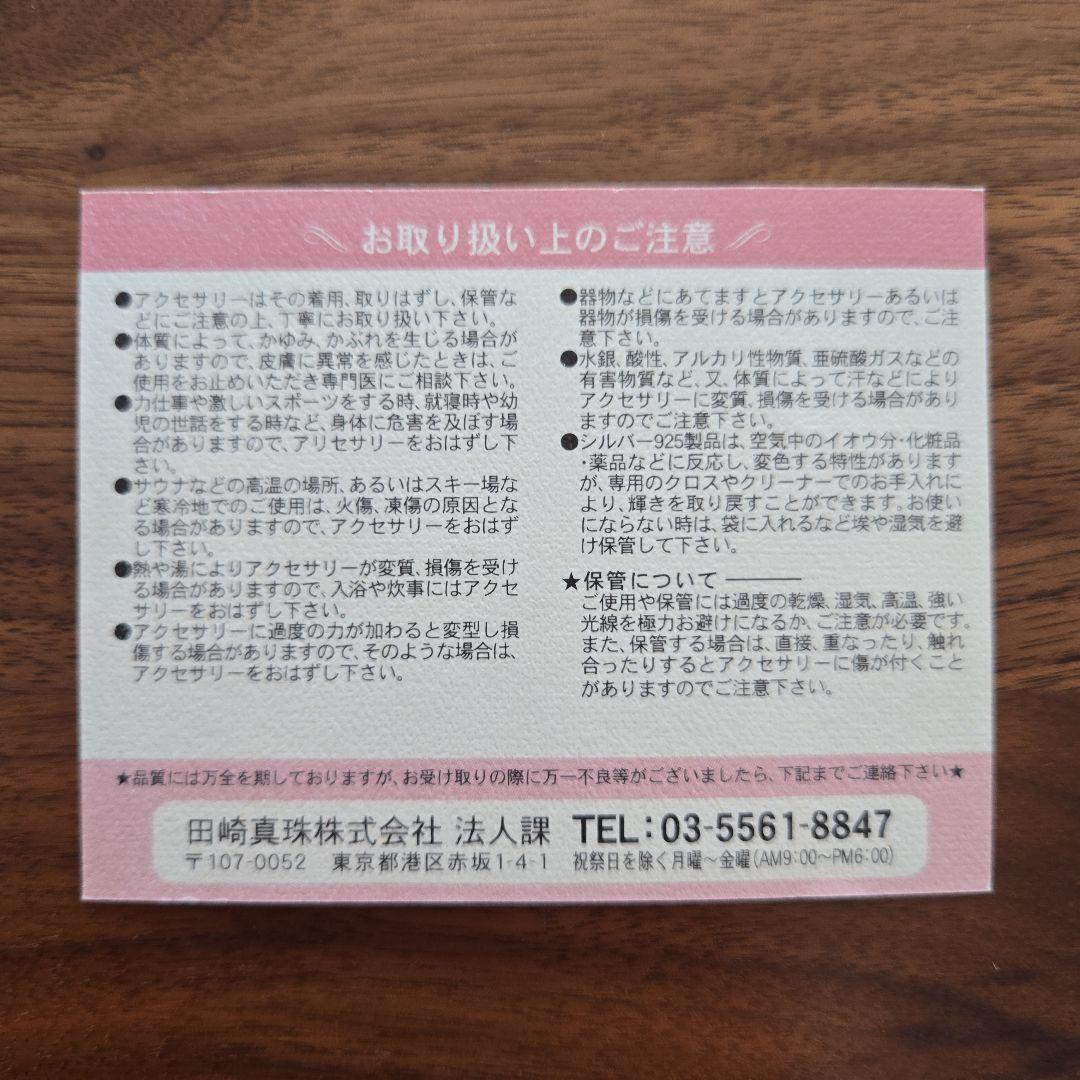 お取り扱い上のご注意
●アクセサリーはその着用、取りはずし、保管な
どにご注意の上、丁寧にお取り扱い下さい。
●体質によって、かゆみ、かぶれを生じる場合が
ありますので、皮膚に異常を感じたときは、ご
使用をお止めいただき専門医にご相談下さい。
●力仕事や激しいスポーツをする時、就寝時や幼
児の世話をする時など、身体に危害を及ぼす場
合がありますので、アリセサリーをおはずし下
さい。
●サウナなどの高温の場所、あるいはスキー場な
ど寒冷地でのご使用は、火傷、凍傷の原因とな
る場合がありますので、アクセサリーをおはず
し下さい。
●熱や湯によりアクセサリーが変質、損傷を受け
る場合がありますので、入浴や炊事にはアクセ
サリーをおはずし下さい。
●アクセサリーに過度の力が加わると変型し損
傷する場合がありますので、そのような場合は、
アクセサリーをおはずし下さい。
●器物などにあてますとアクセサリーあるいは
器物が損傷を受ける場合がありますので、ご注
意下さい。
●水銀、酸性、アルカリ性物質、亜硫酸ガスなどの
有害物質など、又、体質によって汗などにより
アクセサリーに変質、損傷を受ける場合があり
ますのでご注意下さい。
●シルバー925製品は、空気中のイオウ分・化粧品
・薬品などに反応し、変色する特性があります
が、専用のクロスやクリーナーでのお手入れに
より、輝きを取り戻すことができます。お使い
にならない時は、袋に入れるなど埃や湿気を避
け保管して下さい。
★保管について
ご使用や保管には過度の乾燥、湿気、高温、強い
光線を極力お避けになるか、ご注意が必要です。
また、保管する場合は、直接、重なったり、触れ
合ったりするとアクセサリーに傷が付くこと
がありますのでご注意下さい。
★品質には万全を期しておりますが、お受け取りの際に万一不良等がございましたら、下記までご連絡下さい★
田崎真珠株式会社 法人課 TEL:03-5561-8847
〒107-0052 東京都港区赤坂1-4-1 祝祭日を除く月曜～金曜(AM9:00～PM6:00)